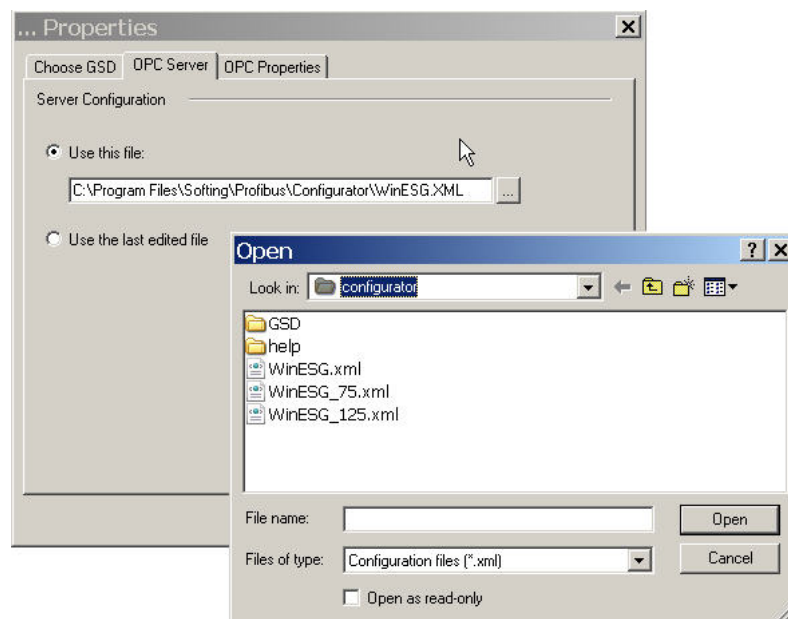 ... Properties
Choose GSD OPC Server OPC Properties
Server Configuration
Use this file:
C:\Program Files\Softing\Profibus\Configurator\WinESG.XML ...
Use the last edited file
Open
Look in: configurator
GSD
help
WinESG.xml
WinESG_75.xml
WinESG_125.xml
File name: Open
Files of type: Configuration files (*.xml) Cancel
Open as read-only